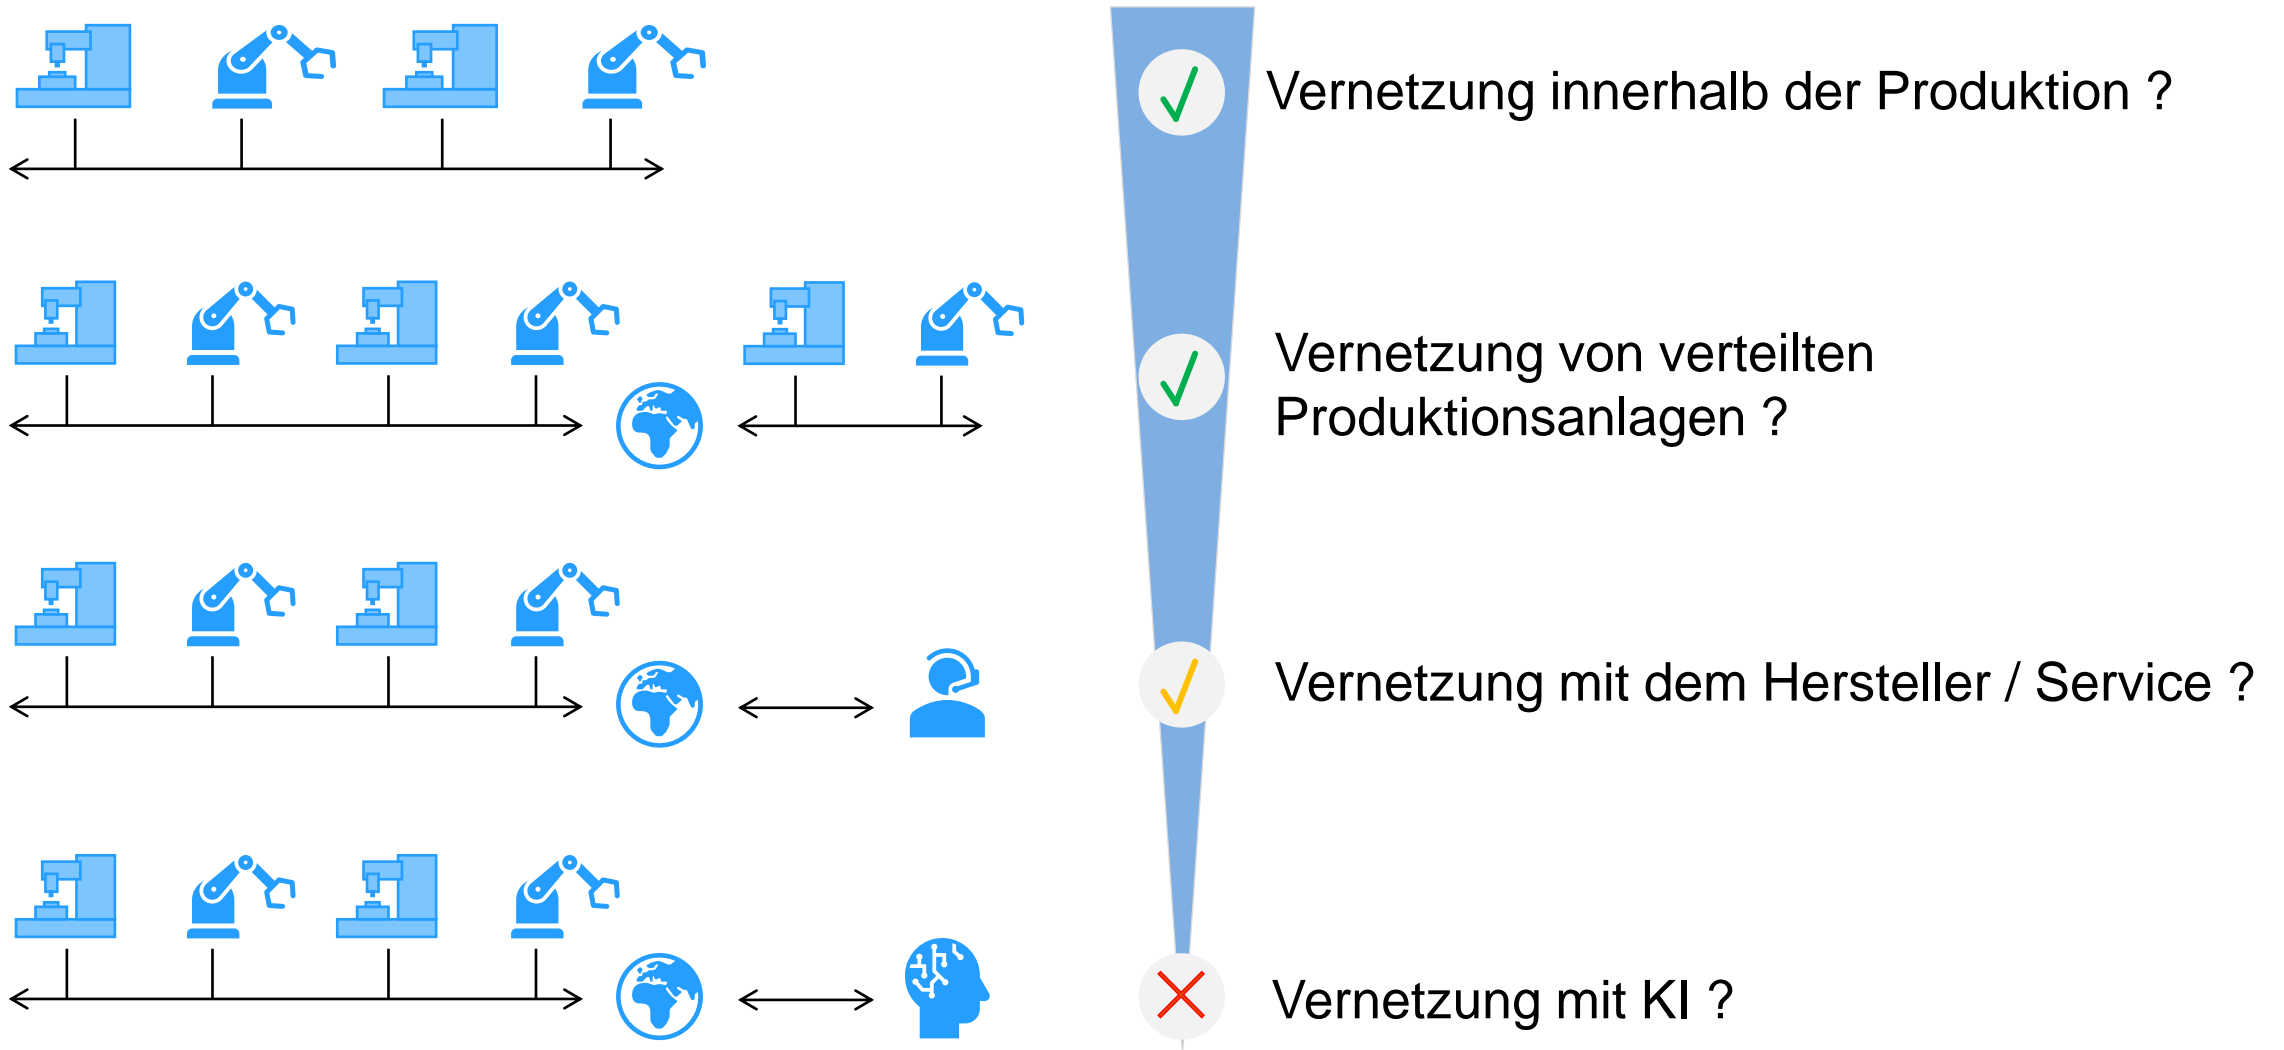 Vernetzung innerhalb der Produktion ?
Vernetzung von verteilten
Produktionsanlagen ?
Vernetzung mit dem Hersteller / Service ?
Vernetzung mit KI ?